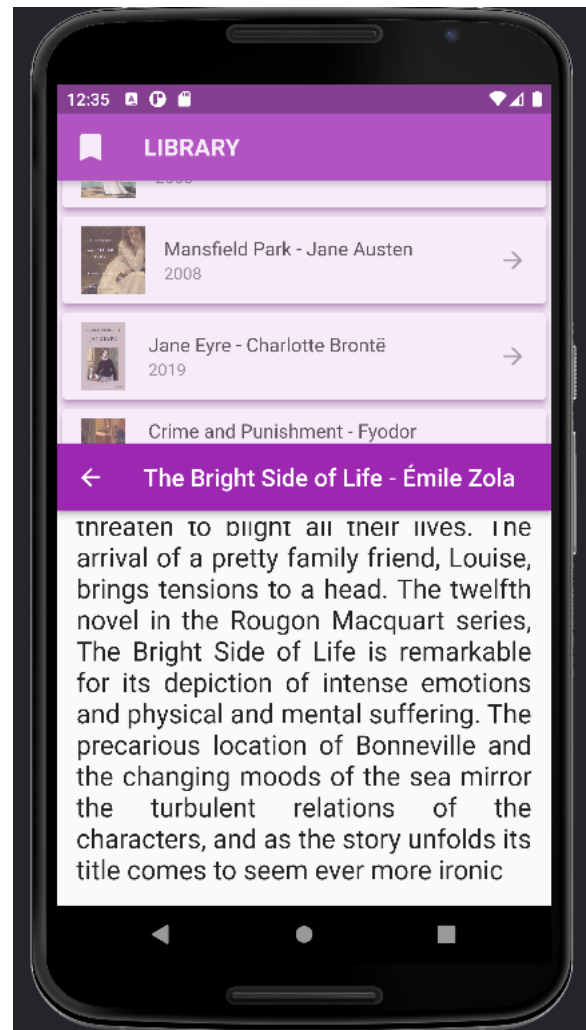 12:35
LIBRARY
Mansfield Park - Jane Austen
2008
Jane Eyre - Charlotte Brontë
2019
Crime and Punishment - Fyodor
The Bright Side of Life - Émile Zola
threaten to blight all their lives. The
arrival of a pretty family friend, Louise,
brings tensions to a head. The twelfth
novel in the Rougon Macquart series,
The Bright Side of Life is remarkable
for its depiction of intense emotions
and physical and mental suffering. The
precarious location of Bonneville and
the changing moods of the sea mirror
the turbulent relations of the
characters, and as the story unfolds its
title comes to seem ever more ironic